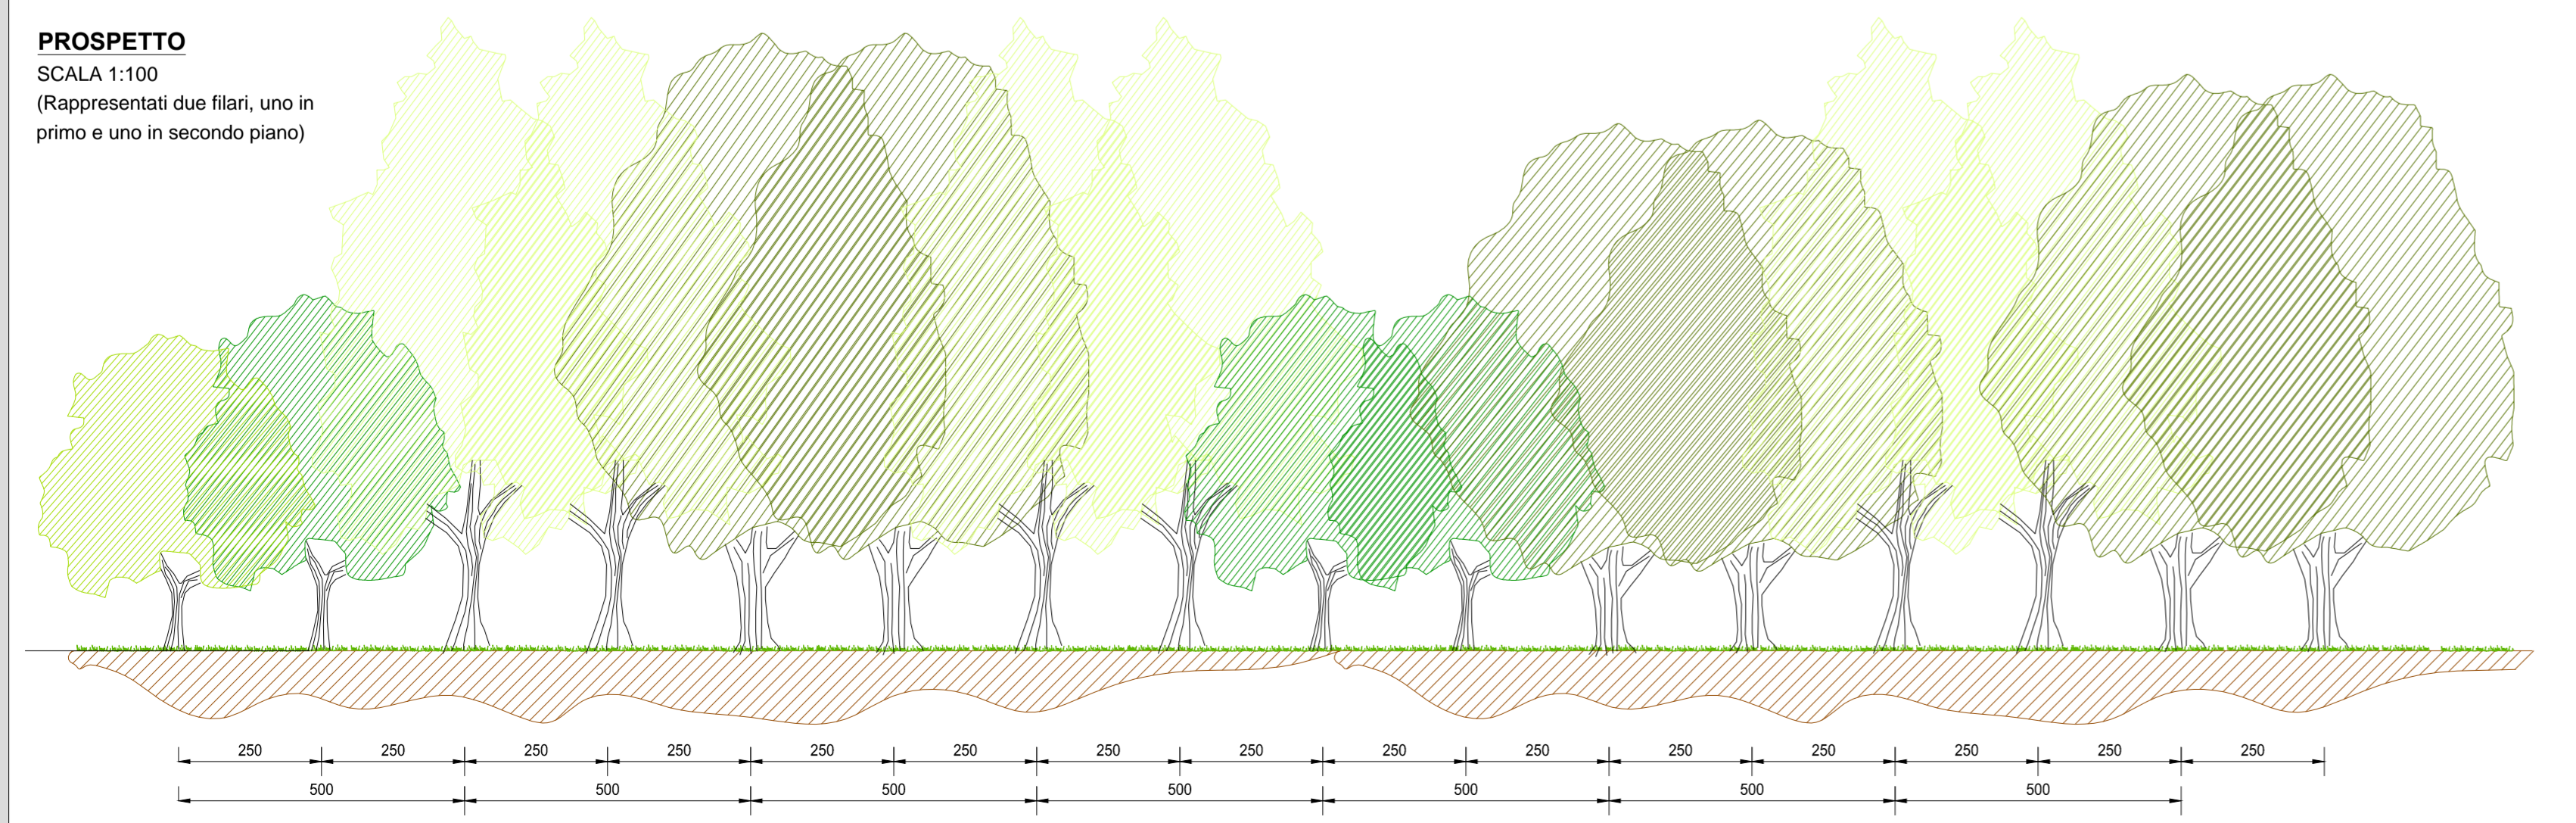 PROSPETTO
SCALA 1:100
(Rappresentati due filari, uno in
primo e uno in secondo piano)
250 250 250 250 250 250 250 250 250 250 250 250 250 250 250
500 500 500 500 500 500 500